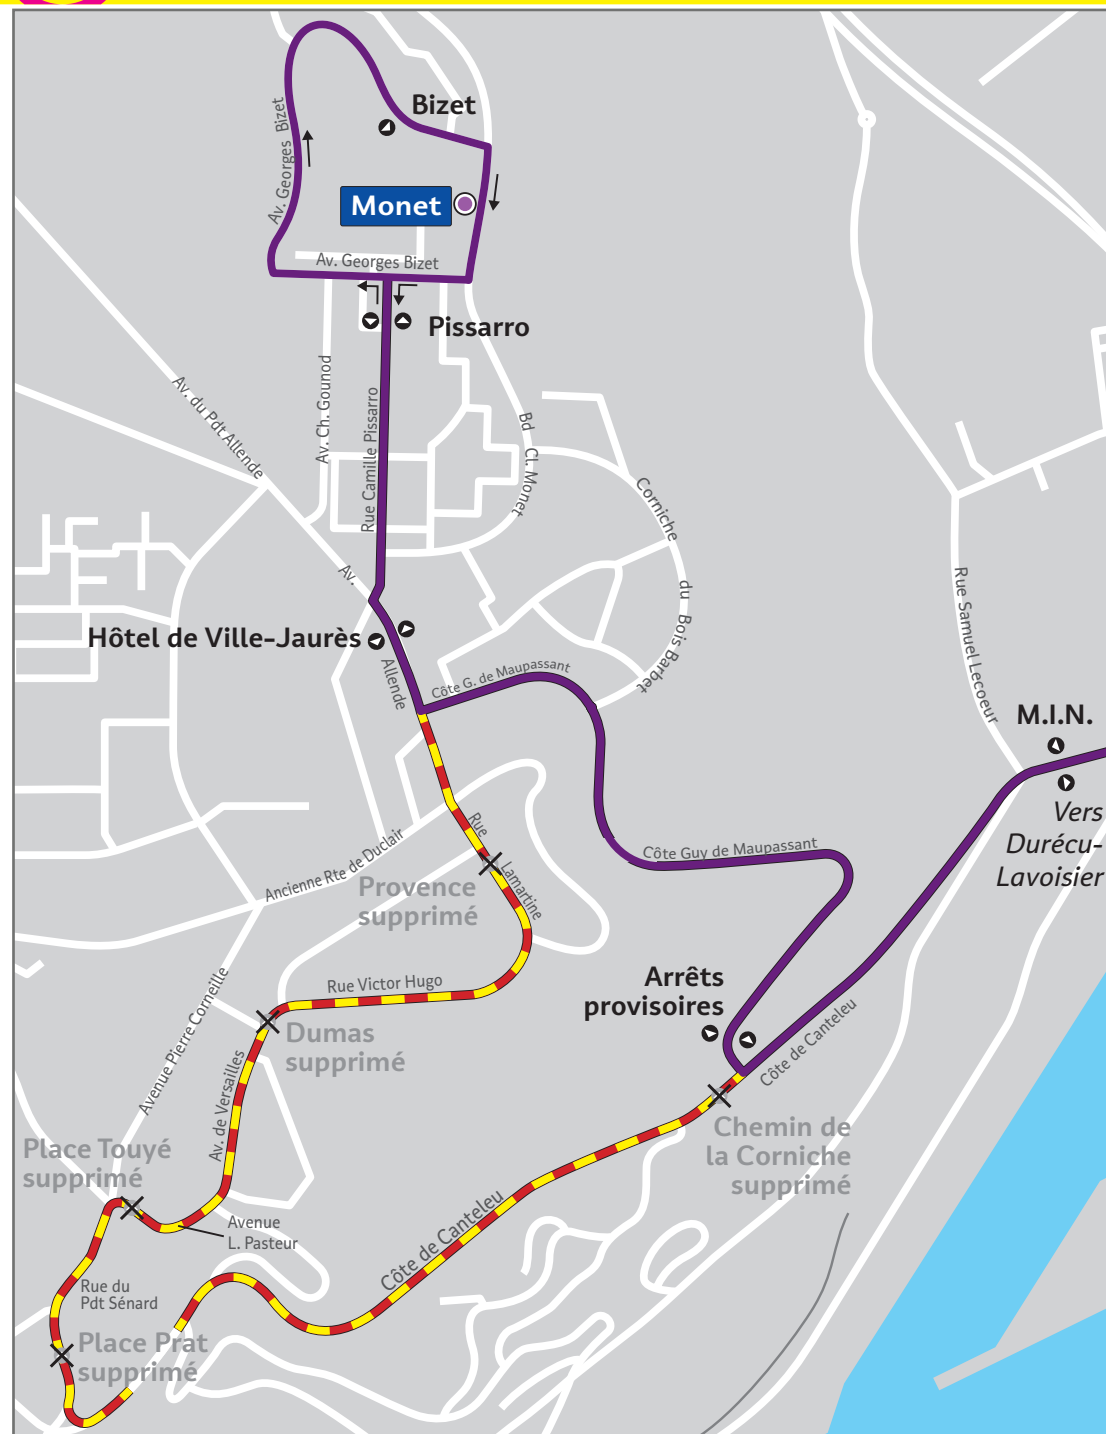 Bizet
Av. Georges Bizet
Monet
Av. Georges Bizet
Pissarro
Av. du Pdt Allende
Av. Ch. Gounod
Rue Camille Pissarro
Bd Cl. Monet
Corniche du Bois Barbet
Rue Samuel Lecoeur
Av.
Allende
Hôtel de Ville-Jaurès
Côte G. de Maupassant
M.I.N.
Vers
Durécu-
Lavoisier
Rue Lamartine
Côte Guy de Maupassant
Ancienne Rte de Duclair
Provence
supprimé
Avenue Pierre Corneille
Rue Victor Hugo
Arrêts
provisoires
Dumas
supprimé
Côte de Canteleu
Av. de Versailles
Place Touyé
supprimé
Chemin de
la Corniche
supprimé
Avenue
L. Pasteur
Côte de Canteleu
Rue du
Pdt Sénard
Place Prat
supprimé